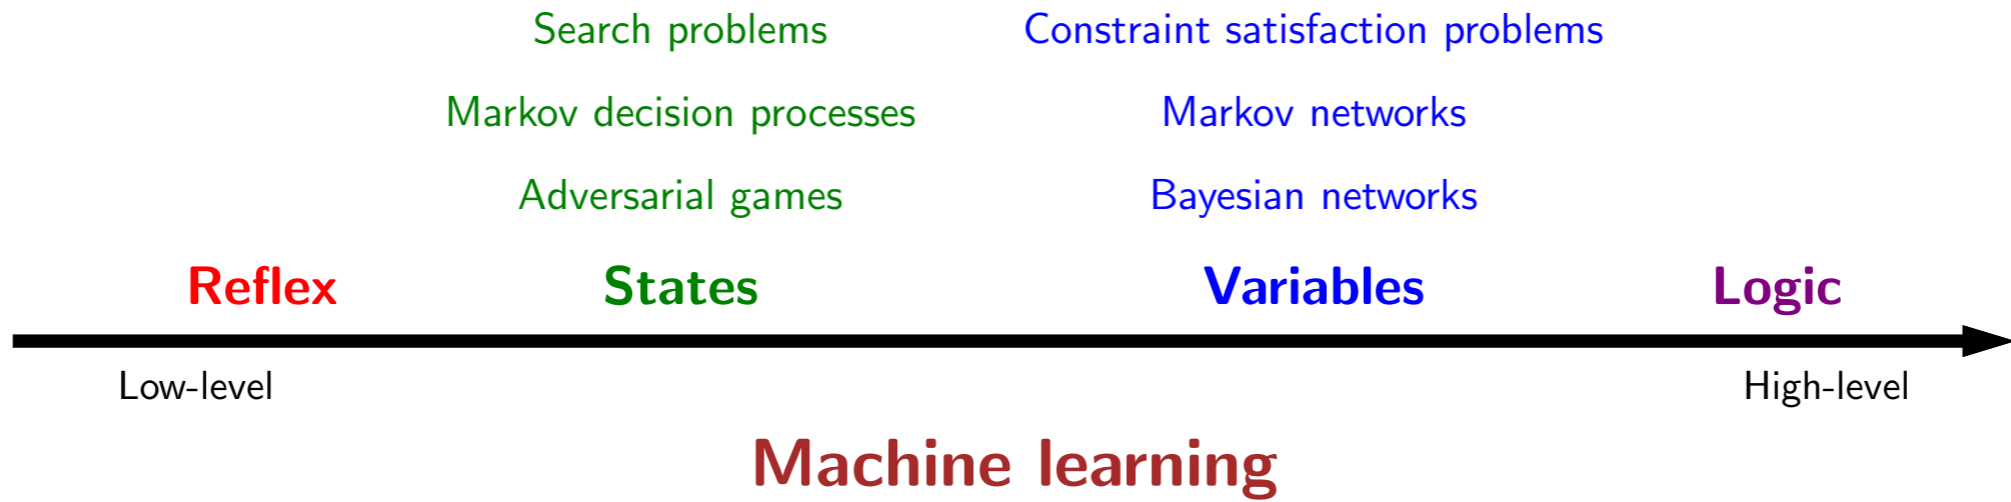 Search problems
Constraint satisfaction problems
Markov decision processes
Markov networks
Adversarial games
Bayesian networks
Reflex
States
Variables
Logic
Low-level
High-level
Machine learning